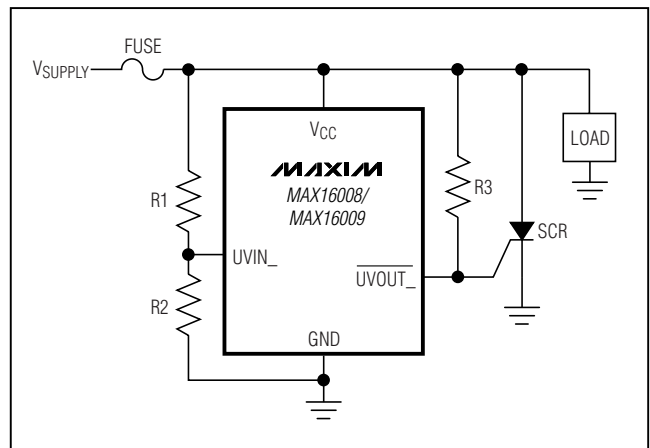 FUSE
VSUPPLY
VCC
LOAD
MAXIM
R1
MAX16008/
MAX16009
R3
SCR
UVIN_
UVOUT_
R2
GND